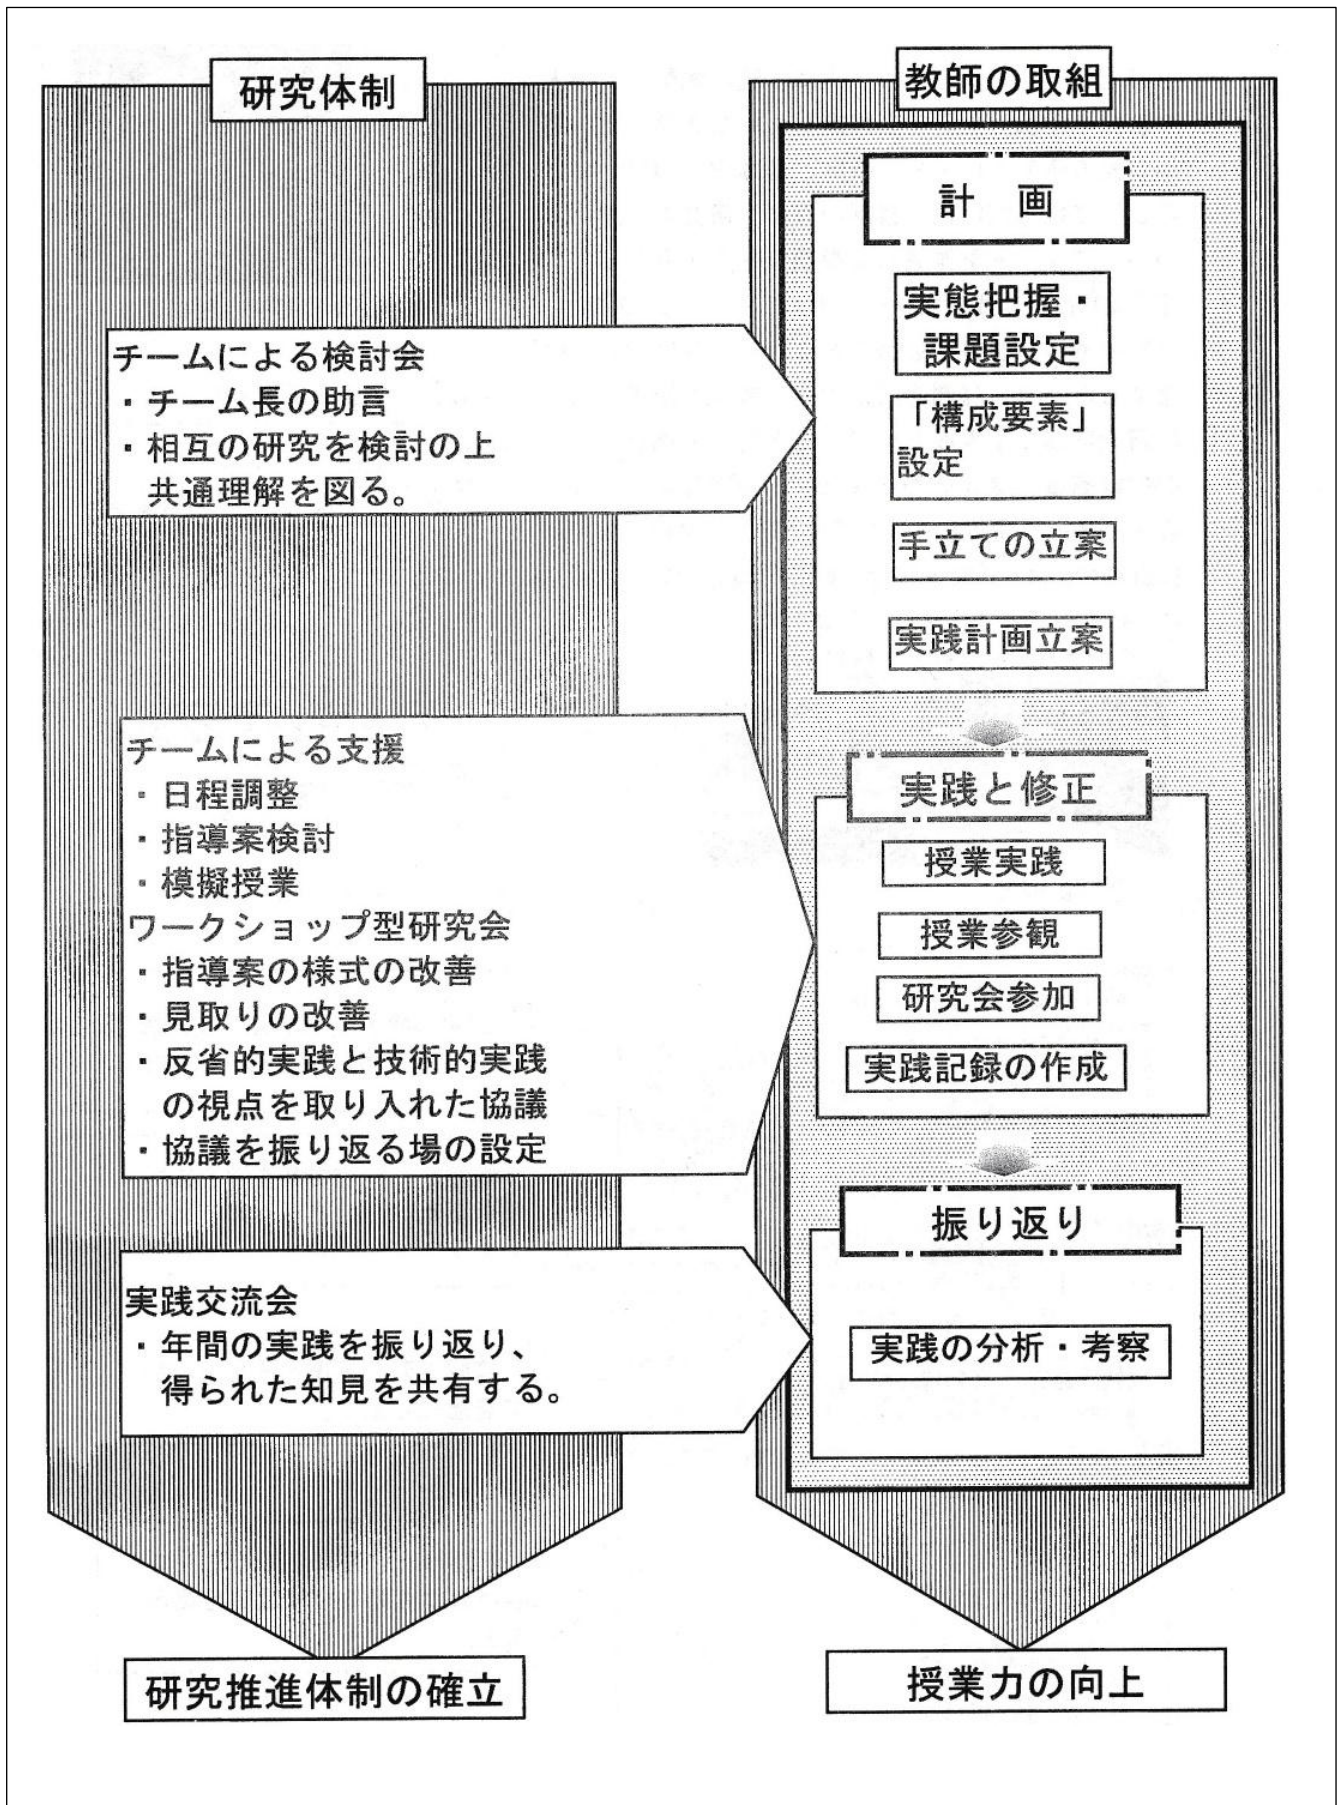 研究体制
チームによる検討会
・チーム長の助言
・相互の研究を検討の上
共通理解を図る。
チームによる支援
・日程調整
・指導案検討
・模擬授業
ワークショップ型研究会
・指導案の様式の改善
・見取りの改善
・反省的実践と技術的実践
の視点を取り入れた協議
・協議を振り返る場の設定
実践交流会
・年間の実践を振り返り、
得られた知見を共有する。
研究推進体制の確立
教師の取組
計 画
実態把握・
課題設定
「構成要素」
設定
手立ての立案
実践計画立案
実践と修正
授業実践
授業参観
研究会参加
実践記録の作成
振り返り
実践の分析・考察
授業力の向上